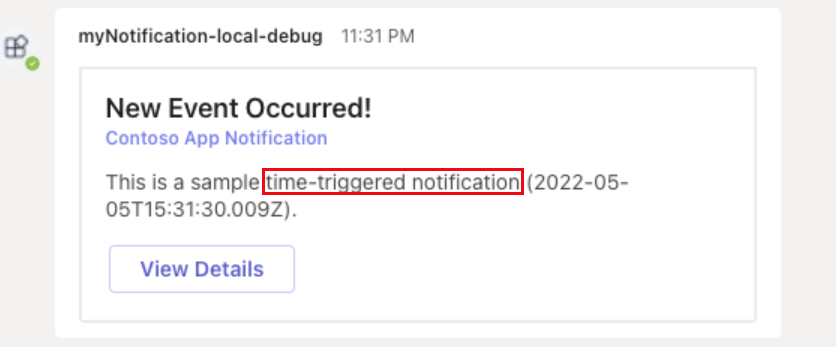 myNotification-local-debug 11:31 PM
New Event Occurred!
Contoso App Notification
This is a sample time-triggered notification (2022-05-
05T15:31:30.009Z).
View Details